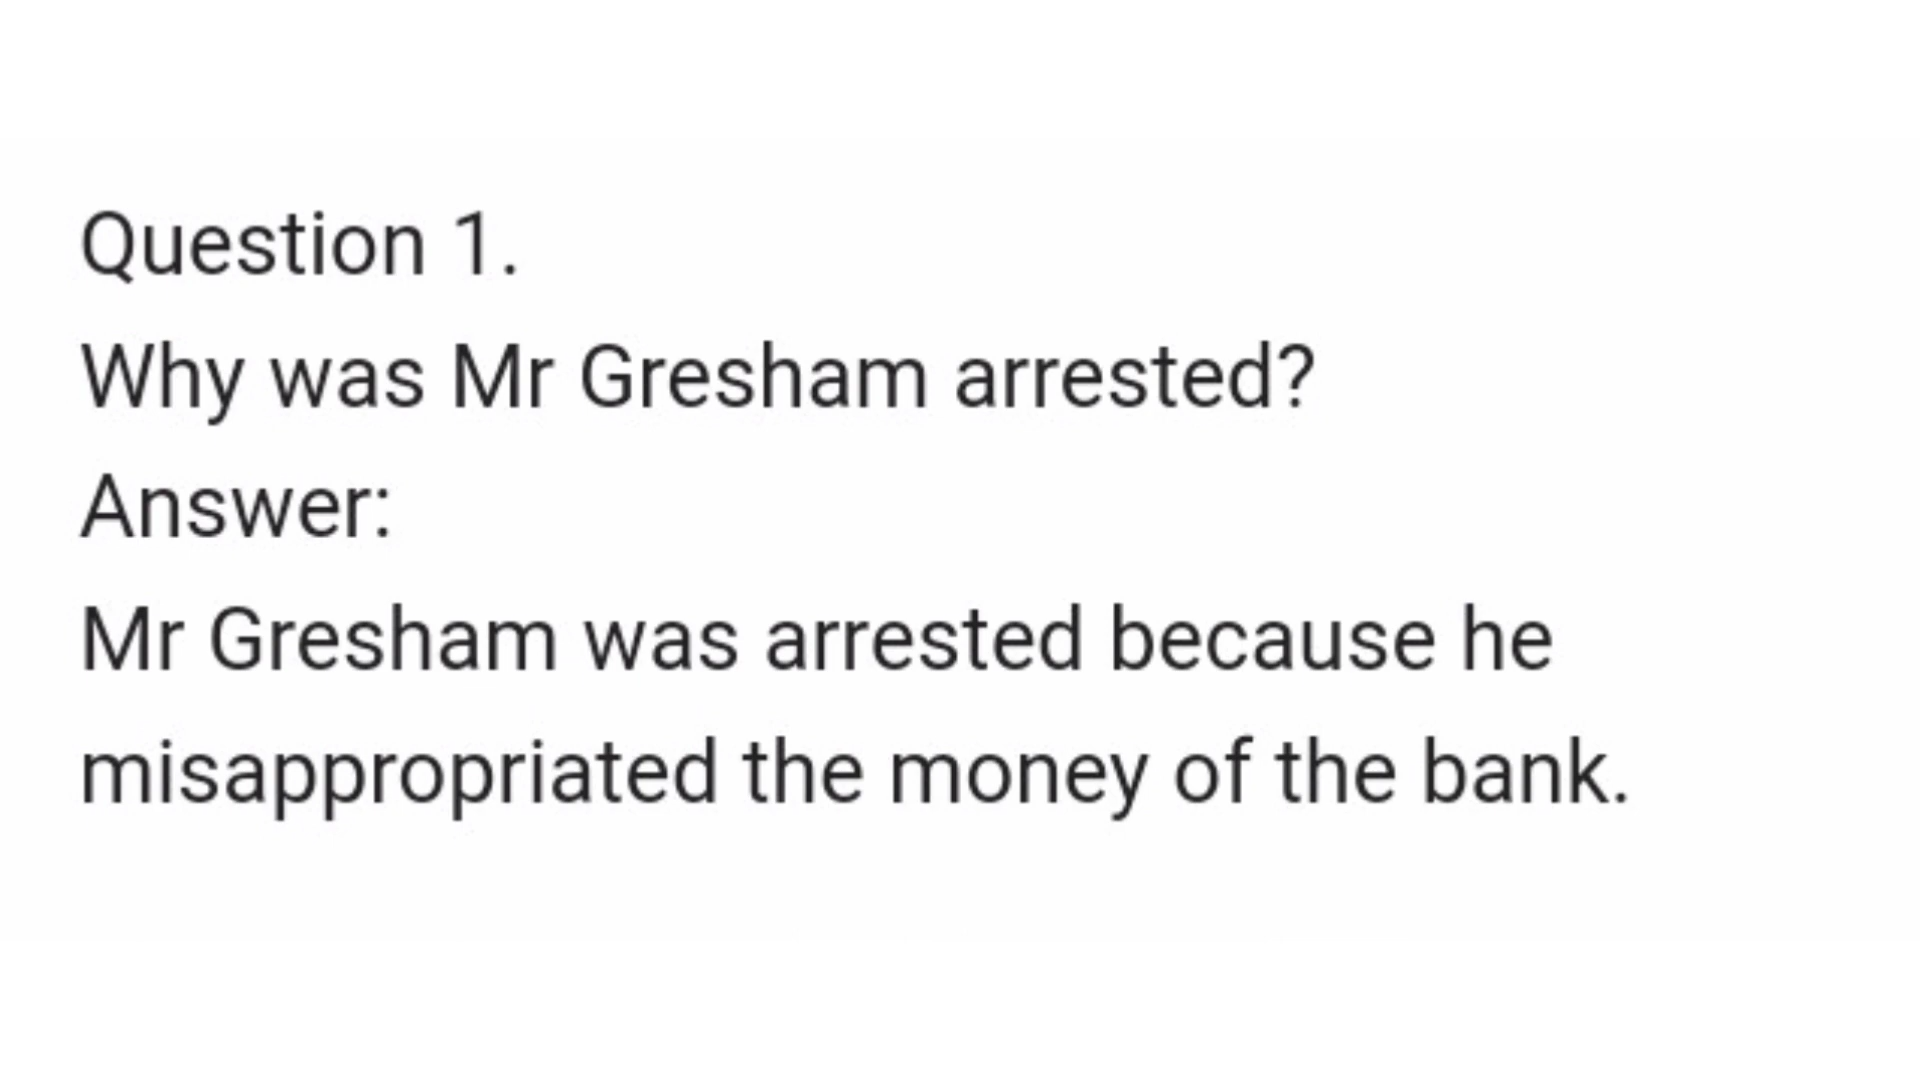 Question 1.
Why was Mr Gresham arrested?
Answer:
Mr Gresham was arrested because he
misappropriated the money of the bank.